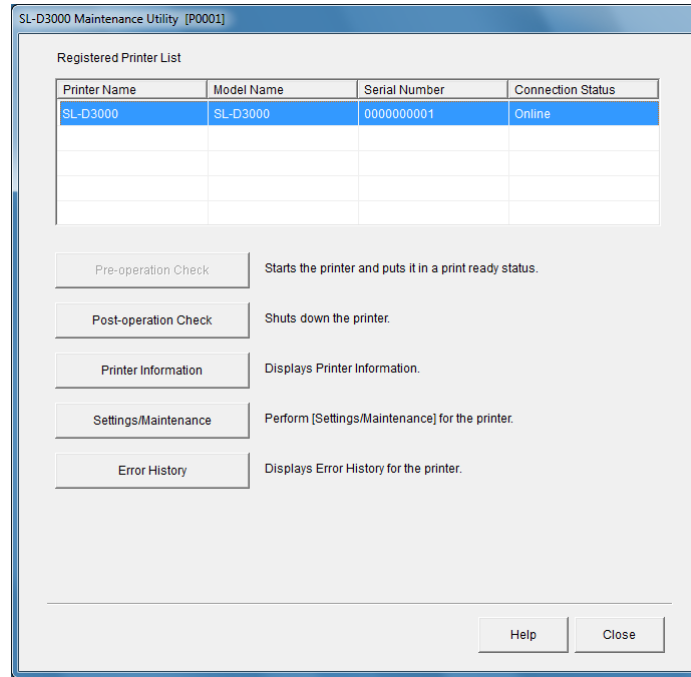 SL-D3000 Maintenance Utility [P0001]
Registered Printer List
Printer Name Model Name Serial Number Connection Status
SL-D3000 SL-D3000 0000000001 Online
Pre-operation Check Starts the printer and puts it in a print ready status.
Post-operation Check Shuts down the printer.
Printer Information Displays Printer Information.
Settings/Maintenance Perform [Settings/Maintenance] for the printer.
Error History Displays Error History for the printer.
Help Close